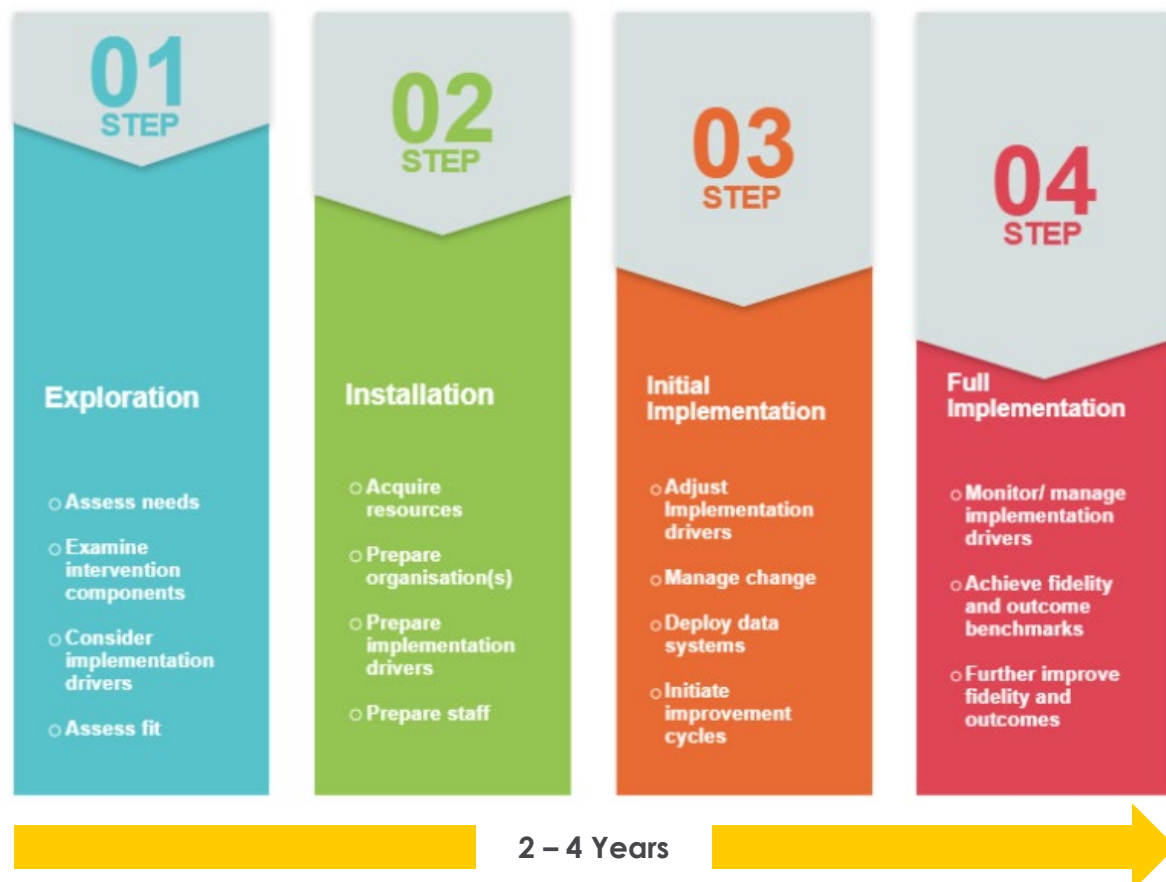 01
STEP
Exploration
○ Assess needs
○ Examine
intervention
components
○ Consider
implementation
drivers
○ Assess fit
02
STEP
Installation
○ Acquire
resources
○ Prepare
organisation(s)
○ Prepare
implementation
drivers
○ Prepare staff
03
STEP
Initial
Implementation
○ Adjust
Implementation
drivers
○ Manage change
○ Deploy data
systems
○ Initiate
improvement
cycles
04
STEP
Full
Implementation
○ Monitor/ manage
implementation
drivers
○ Achieve fidelity
and outcome
benchmarks
○ Further improve
fidelity and
outcomes
2 – 4 Years